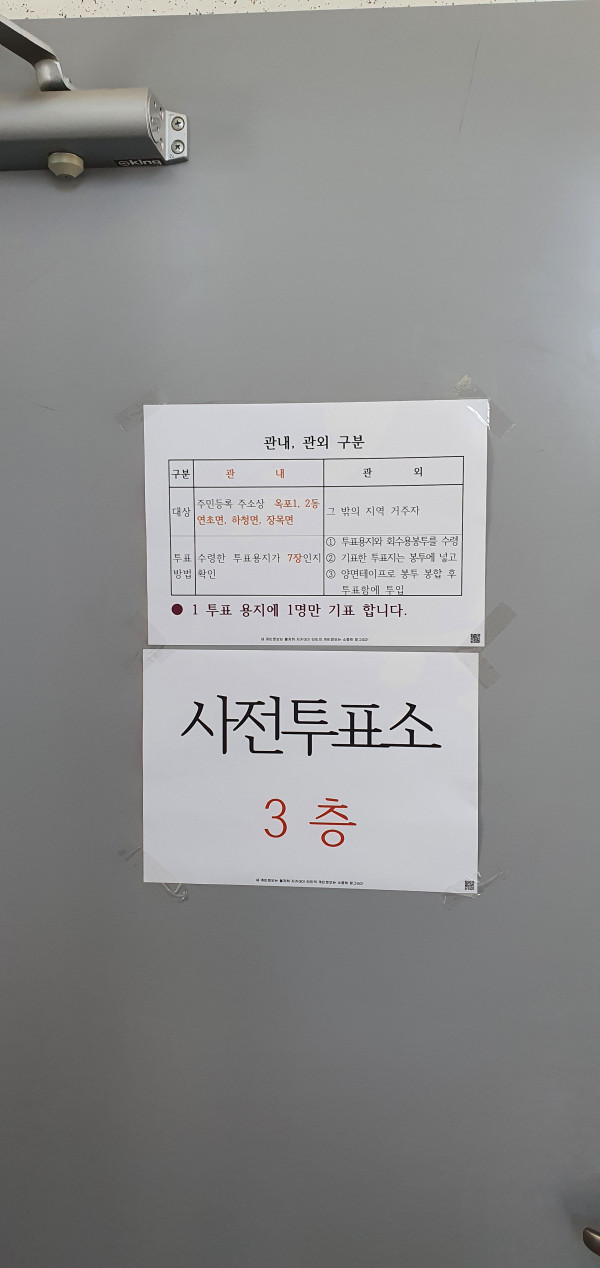 king
관내, 관외 구분
구분 관 내 관 외
대상 주민등록 주소상 옥포1, 2동 연초면, 하청면, 장목면 그 밖의 지역 거주자
투표 방법 수령한 투표용지가 7장인지 확인 ① 투표용지와 회수용봉투를 수령
② 기표한 투표지는 봉투에 넣고
③ 양면테이프로 봉투 봉합 후
투표함에 투입
● 1 투표 용지에 1명만 기표 합니다.
사전투표소
3 층